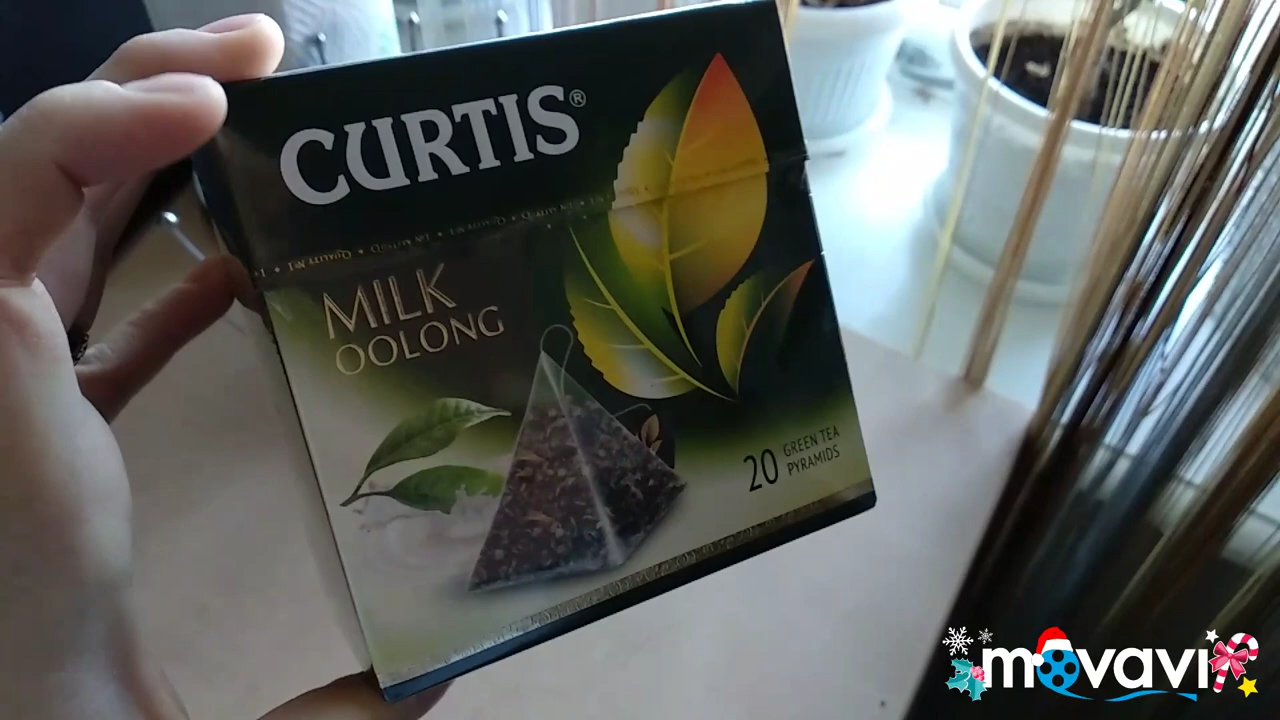 CURTIS®
MILK
OOLONG
20 GREEN TEA
PYRAMIDS
movavi